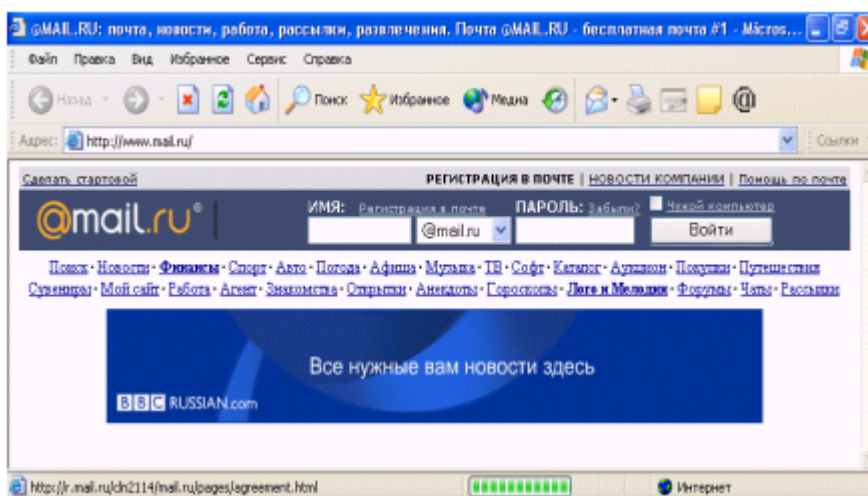 @MAIL.RU: почта, новости, работа, рассылки, развлечения. Почта @MAIL.RU - бесплатная почта #1 - Micros...
Файл Правка Вид Избранное Сервис Справка
Назад Поиск Избранное Медиа
Адрес: http://www.mail.ru/ Ссылки
Сделать стартовой РЕГИСТРАЦИЯ В ПОЧТЕ | НОВОСТИ КОМПАНИИ | Помощь по почте
@mail.ru® ИМЯ: Регистрация в почте ПАРОЛЬ: Забыли? Чужой компьютер
@mail.ru Войти
Поиск · Новости · Финансы · Спорт · Авто · Погода · Афиша · Музыка · ТВ · Софт · Каталог · Аукцион · Покупки · Путешествия
Сувениры · Мой сайт · Работа · Агент · Знакомства · Открытки · Анекдоты · Гороскопы · Лого и Мелодии · Форумы · Чаты · Рассылки
Все нужные вам новости здесь
BBC RUSSIAN.com
http://r.mail.ru/cln2114/mail.ru/pages/agreement.html Интернет